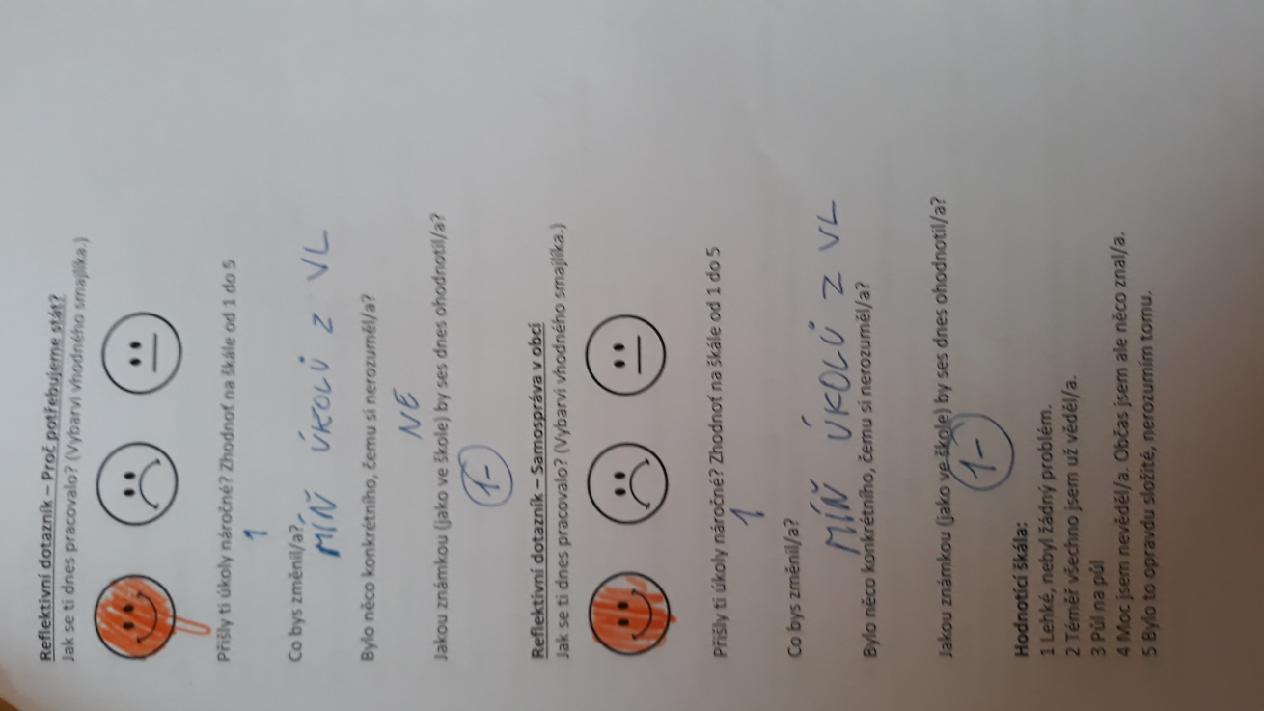 Reflektivní dotazník – Proč potřebujeme stát?
Jak se ti dnes pracovalo? (Vybarvi vhodného smajlíka.)
Přišly ti úkoly náročné? Zhodnoť na škále od 1 do 5
1
Co bys změnil/a?
MÍŇ ÚKOLŮ Z VL
Bylo něco konkrétního, čemu si nerozuměl/a?
NE
Jakou známkou (jako ve škole) by ses dnes ohodnotil/a?
1-
Reflektivní dotazník – Samospráva v obci
Jak se ti dnes pracovalo? (Vybarvi vhodného smajlíka.)
Přišly ti úkoly náročné? Zhodnoť na škále od 1 do 5
1
Co bys změnil/a?
MÍŇ ÚKOLŮ Z VL
Bylo něco konkrétního, čemu si nerozuměl/a?
Jakou známkou (jako ve škole) by ses dnes ohodnotil/a?
1-
Hodnotící škála:
1 Lehké, nebyl žádný problém.
2 Téměř všechno jsem už věděl/a.
3 Půl na půl
4 Moc jsem nevěděl/a. Občas jsem ale něco znal/a.
5 Bylo to opravdu složité, nerozumím tomu.